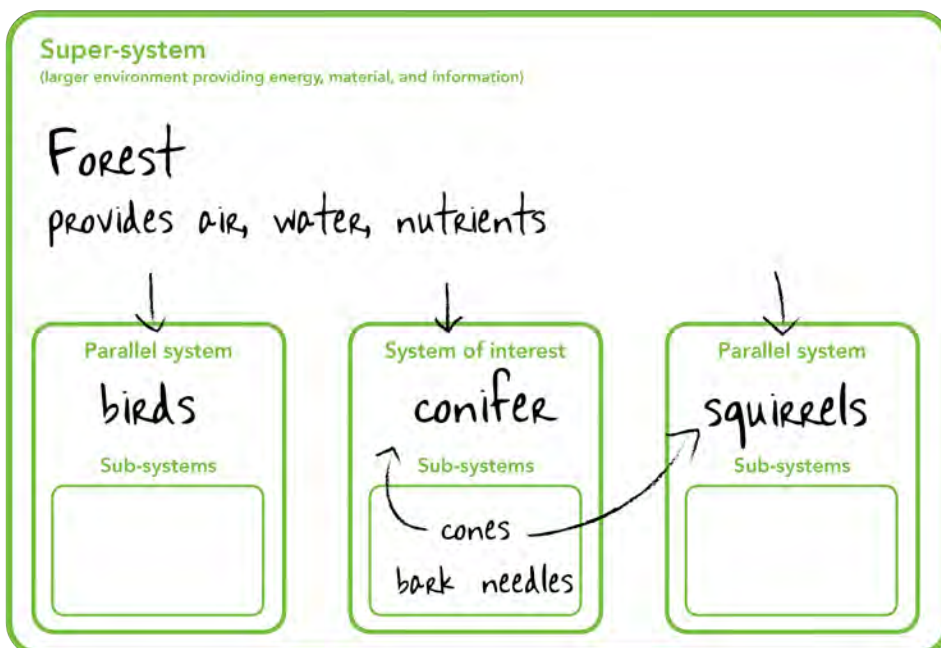 Super-system
(larger environment providing energy, material, and information)
Forest
provides air, water, nutrients
Parallel system
birds
Sub-systems
System of interest
conifer
Sub-systems
cones
bark needles
Parallel system
squirrels
Sub-systems